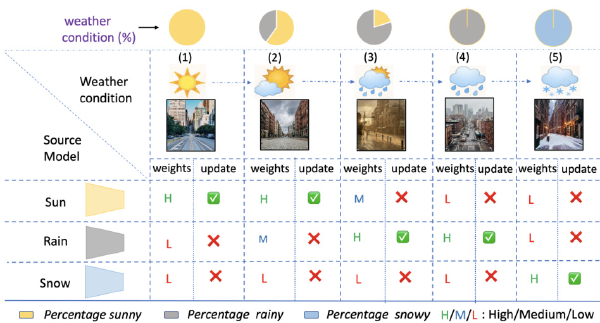 weather
condition (%)
(1) (2) (3) (4) (5)
Weather
condition
Source
Model
weights update weights update weights update weights update weights update
Sun H H M L L
Rain L M H H L
Snow L L L L H
Percentage sunny Percentage rainy Percentage snowy H/M/L : High/Medium/Low